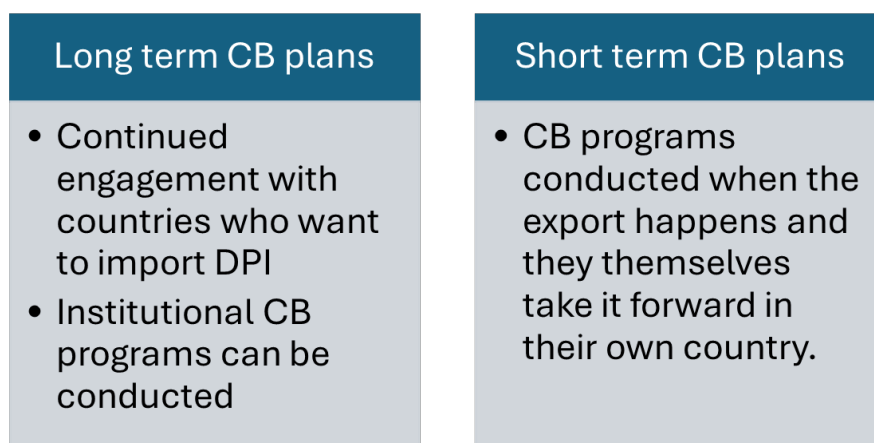 Long term CB plans
• Continued
engagement with
countries who want
to import DPI
• Institutional CB
programs can be
conducted
Short term CB plans
• CB programs
conducted when the
export happens and
they themselves
take it forward in
their own country.